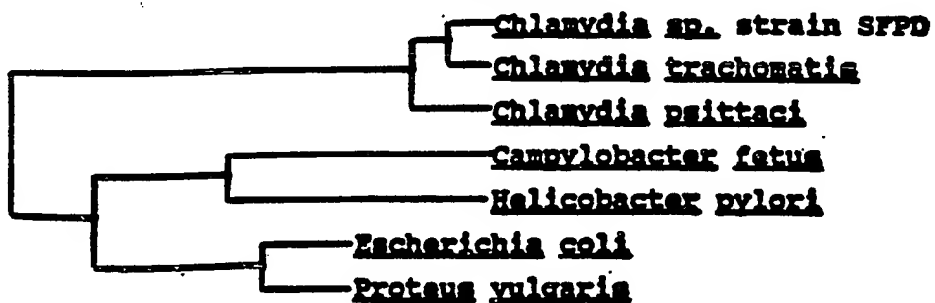 Chlamydia sp. strain SFPD
Chlamydia trachomatis
Chlamydia psittaci
Campylobacter fetus
Helicobacter pylori
Escherichia coli
Proteus vulgaris